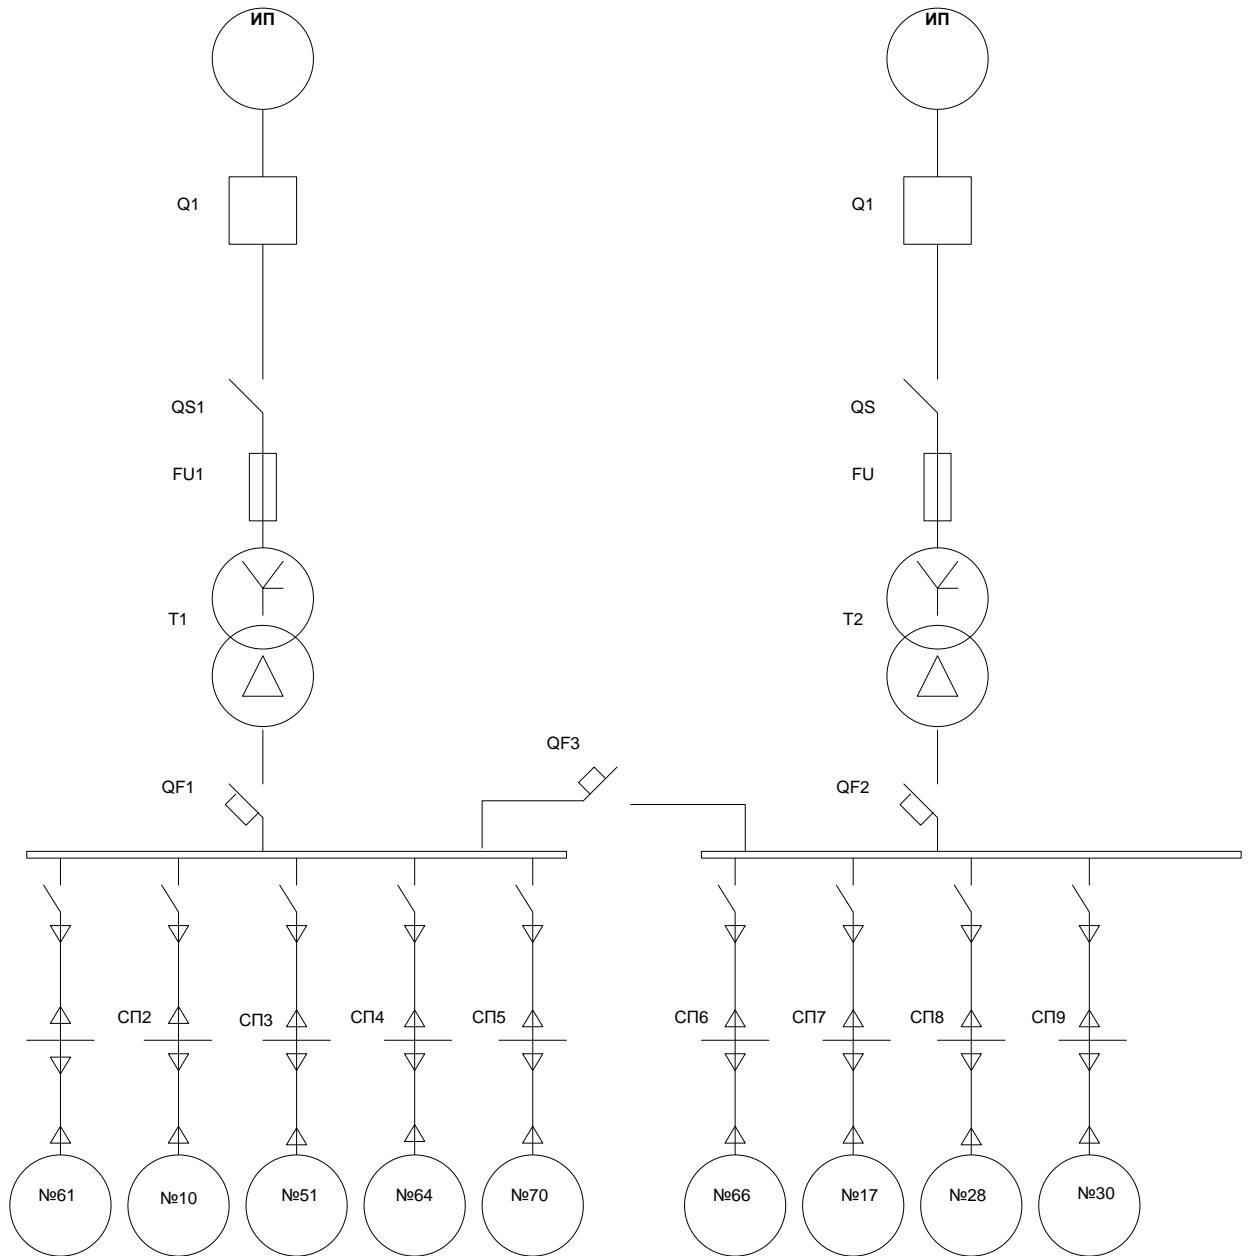 ИП
ИП
Q1
Q1
QS1
QS
FU1
FU
T1
T2
QF3
QF1
QF2
СП2
СП3
СП4
СП5
СП6
СП7
СП8
СП9
№61
№10
№51
№64
№70
№66
№17
№28
№30